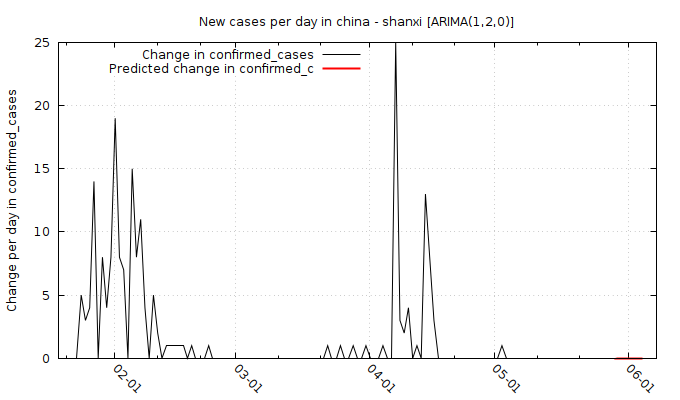 New cases per day in china - shanxi [ARIMA(1,2,0)]
Change in confirmed_cases
Predicted change in confirmed_c
Change per day in confirmed_cases
25
20
15
10
5
0
02-01
03-01
04-01
05-01
06-01